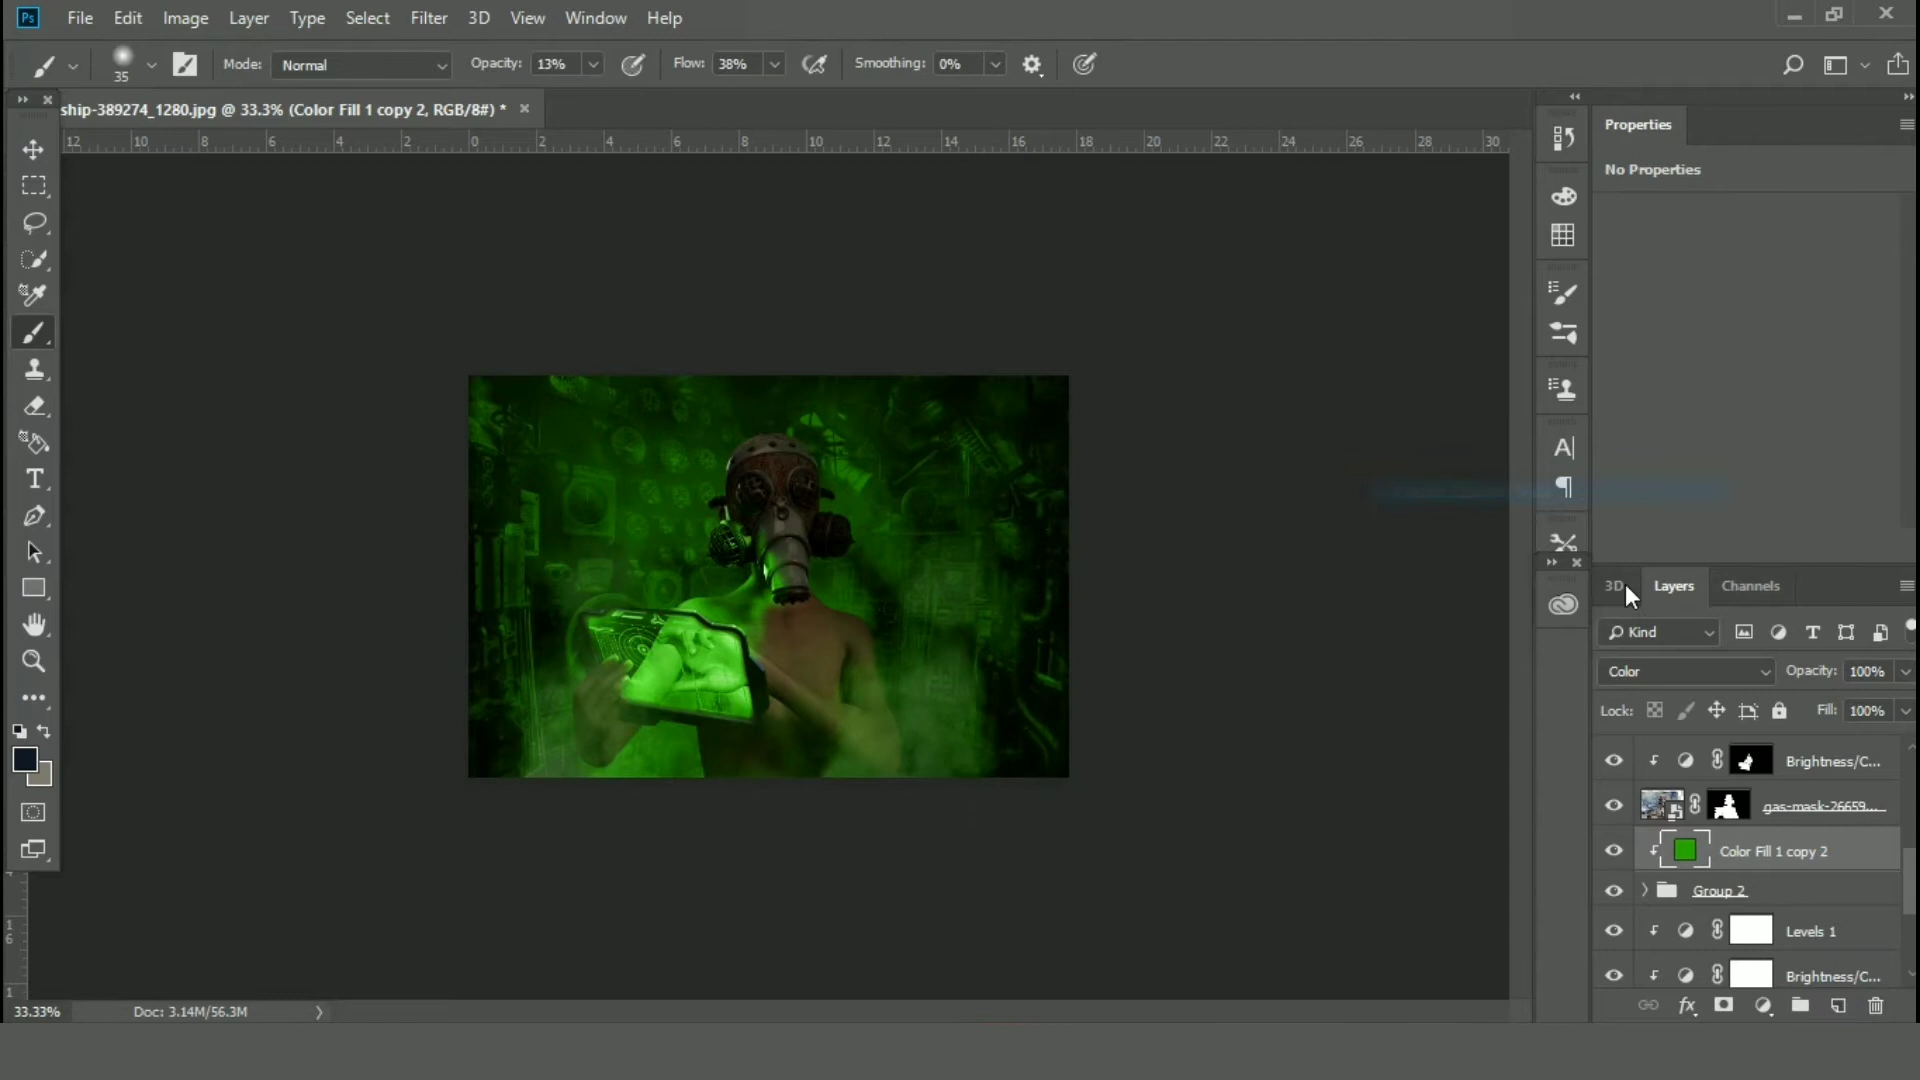 Ps File Edit Image Layer Type Select Filter 3D View Window Help
35 Mode: Normal Opacity: 13% Flow: 38% Smoothing: 0%
ship-389274_1280.jpg @ 33.3% (Color Fill 1 copy 2, RGB/8#) *
12 10 8 6 4 2 0 2 4 6 8 10 12 14 16 18 20 22 24 26 28 30
Properties
No Properties
3D Layers Channels
Kind
Color Opacity: 100%
Lock: Fill: 100%
Brightness/C...
gas-mask-26659...
Color Fill 1 copy 2
Group 2
Levels 1
Brightness/C...
1
6
1
33.33% Doc: 3.14M/56.3M